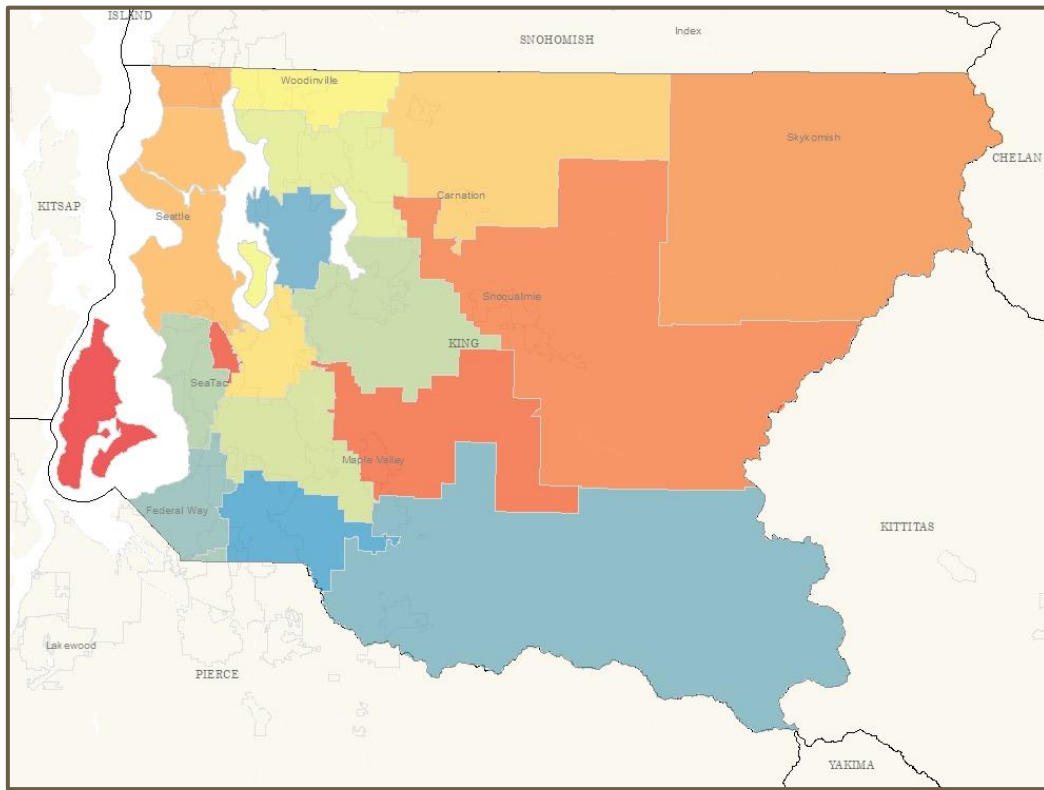 ISLAND
SNOHOMISH
Index
Woodinville
Skykomish
CHELAN
KITSAP
Carnation
Seattle
Snoqualmie
KING
SeaTac
Maple Valley
Federal Way
KITTITAS
Lakewood
PIERCE
YAKIMA